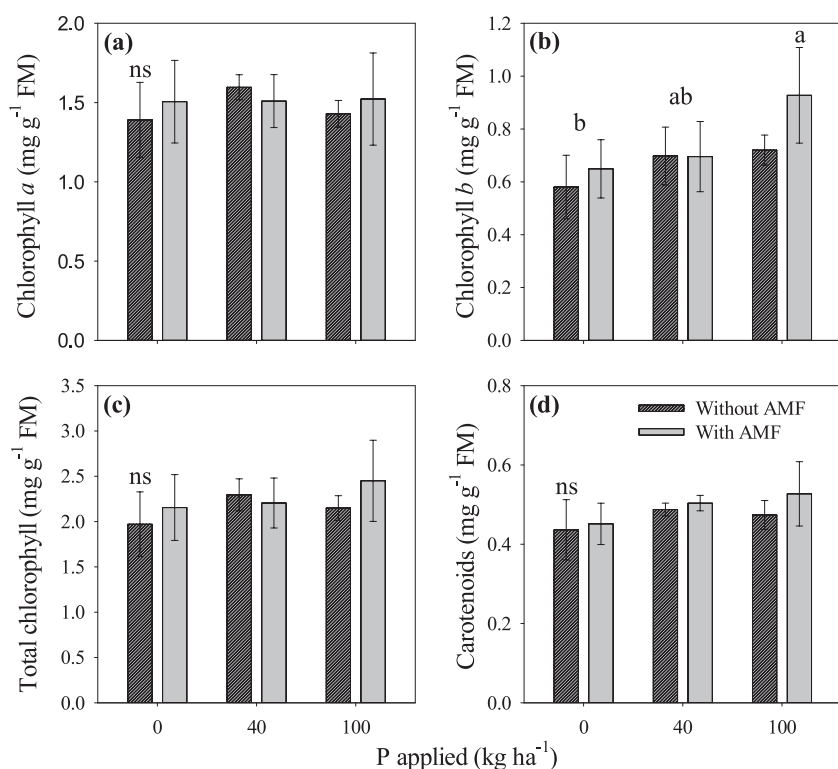 (a)
Chlorophyll a (mg g⁻¹ FM)
2.0
1.5
1.0
0.5
0.0
ns
(b)
Chlorophyll b (mg g⁻¹ FM)
1.2
1.0
0.8
0.6
0.4
0.2
0.0
b
ab
a
(c)
Total chlorophyll (mg g⁻¹ FM)
3.5
3.0
2.5
2.0
1.5
1.0
0.5
0.0
ns
0 40 100
(d)
Carotenoids (mg g⁻¹ FM)
0.8
0.6
0.4
0.2
0.0
Without AMF
With AMF
ns
0 40 100
P applied (kg ha⁻¹)